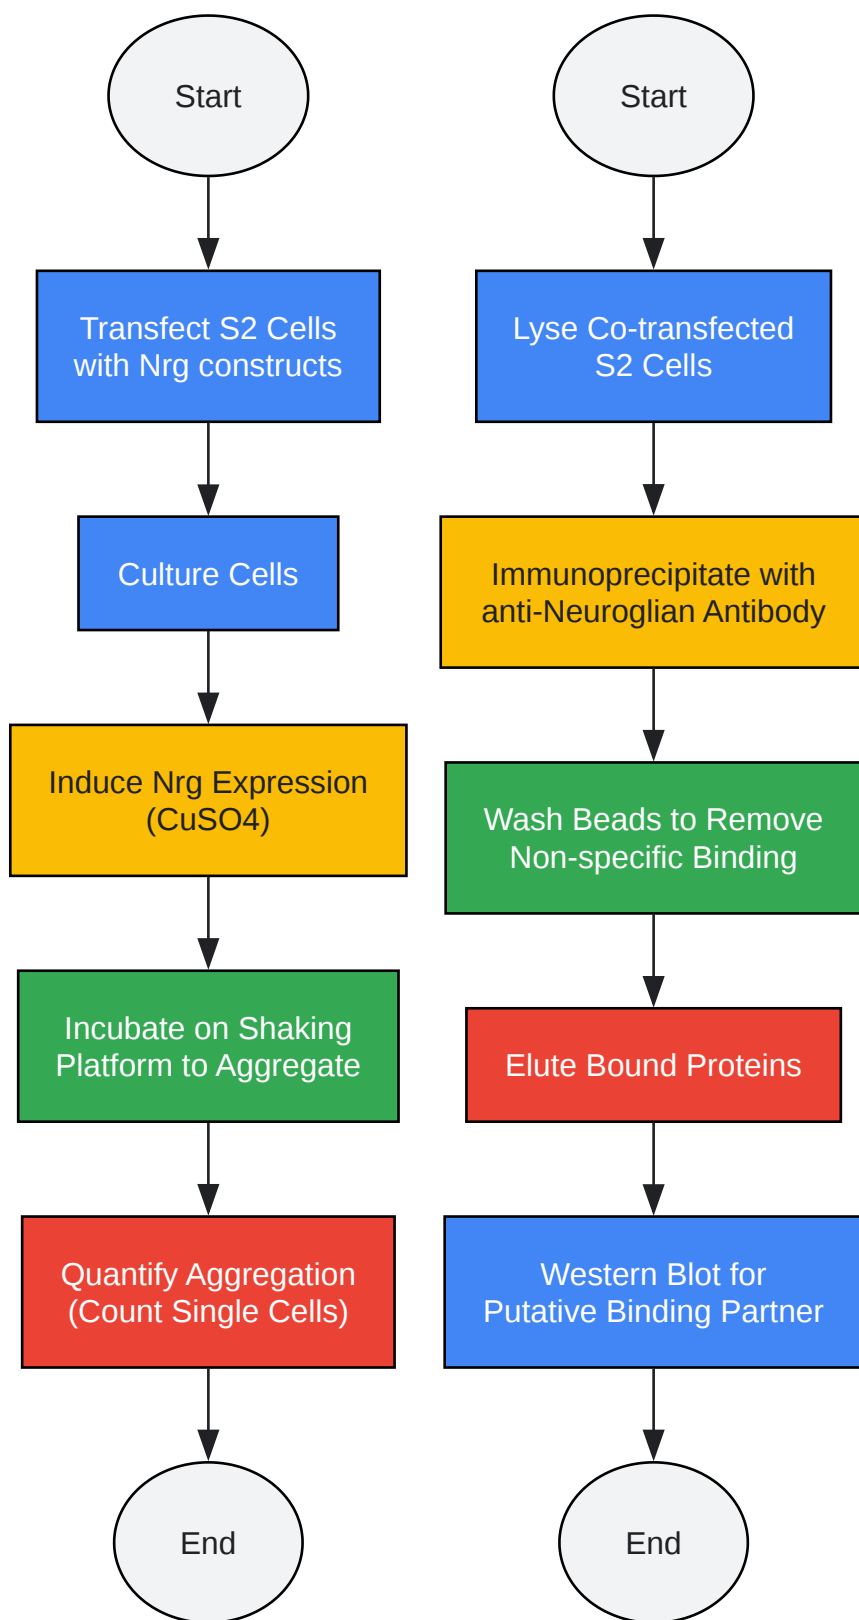 Start
Transfect S2 Cells
with Nrg constructs
Culture Cells
Induce Nrg Expression
(CuSO4)
Incubate on Shaking
Platform to Aggregate
Quantify Aggregation
(Count Single Cells)
End
Start
Lyse Co-transfected
S2 Cells
Immunoprecipitate with
anti-Neuroglian Antibody
Wash Beads to Remove
Non-specific Binding
Elute Bound Proteins
Western Blot for
Putative Binding Partner
End